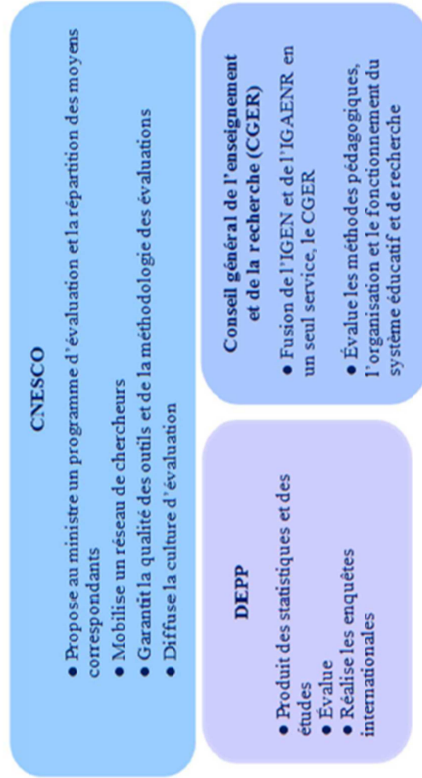 CNESCO
● Propose au ministre un programme d’évaluation et la répartition des moyens
correspondants
● Mobilise un réseau de chercheurs
● Garantit la qualité des outils et de la méthodologie des évaluations
● Diffuse la culture d’évaluation
DEPP
● Produit des statistiques et des
études
● Évalue
● Réalise les enquêtes
internationales
Conseil général de l’enseignement
et de la recherche (CGER)
● Fusion de l’IGEN et de l’IGAENR en
un seul service, le CGER
● Évalue les méthodes pédagogiques,
l’organisation et le fonctionnement du
système éducatif et de recherche